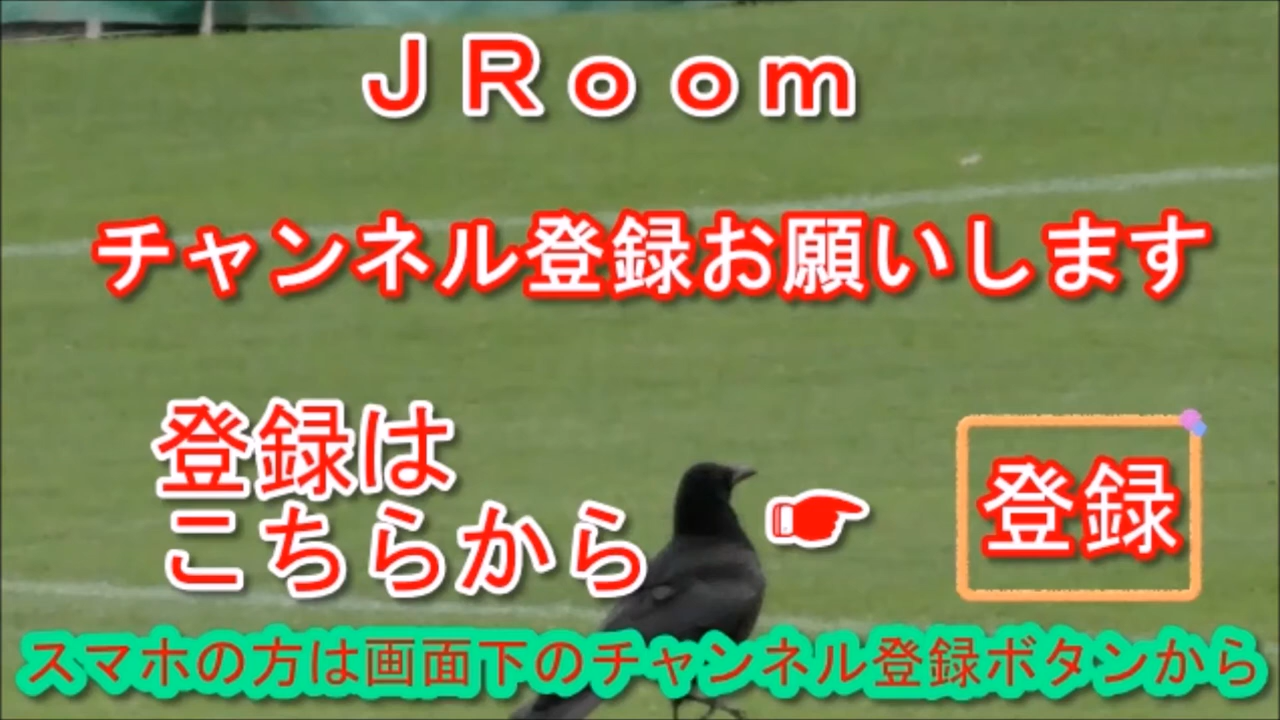 ＪＲｏｏｍ
チャンネル登録お願いします
登録は
こちらから
登録
スマホの方は画面下のチャンネル登録ボタンから